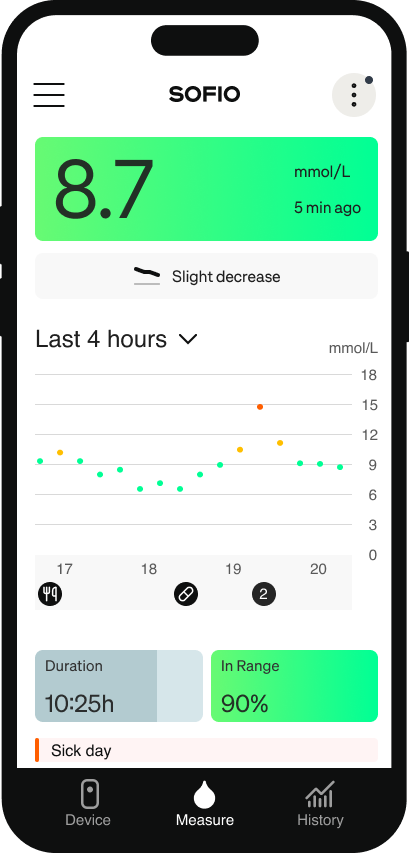 SOFIO
8.7
mmol/L
5 min ago
Slight decrease
Last 4 hours
mmol/L
18
15
12
9
6
3
0
17 18 19 20
2
Duration
10:25h
In Range
90%
Sick day
Device Measure History